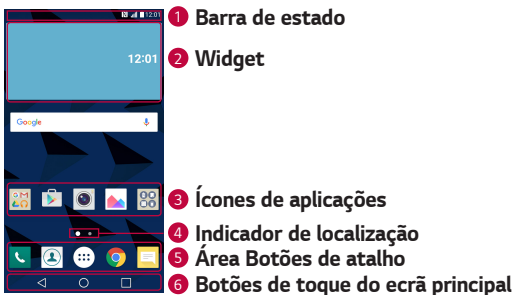 12:01
1 Barra de estado
12:01
2 Widget
Google
3 Ícones de aplicações
4 Indicador de localização
5 Área Botões de atalho
6 Botões de toque do ecrã principal